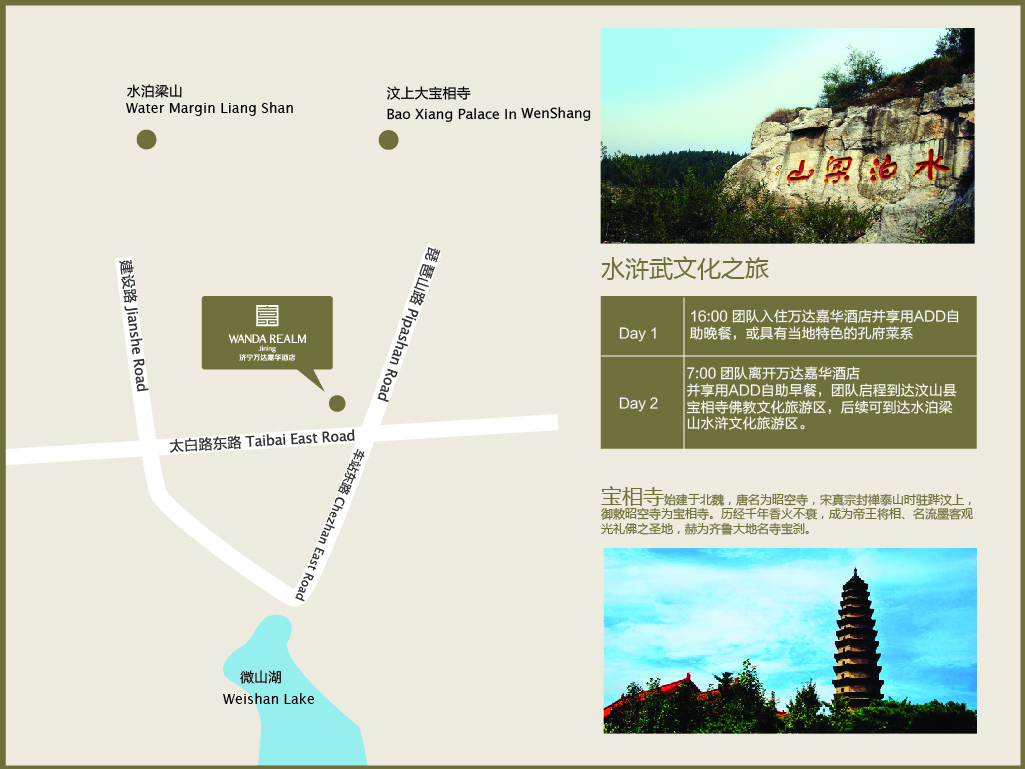 水泊梁山
Water Margin Liang Shan
汶上大宝相寺
Bao Xiang Palace In WenShang
建设路 Jianshe Road
琵琶山路 Pipashan Road
WANDA REALM
Jining
济宁万达嘉华酒店
太白路东路 Taibai East Road
车站东路 Chezhan East Road
微山湖
Weishan Lake
山梁泊水
水浒武文化之旅
Day 1
16:00 团队入住万达嘉华酒店并享用ADD自
助晚餐，或具有当地特色的孔府菜系
Day 2
7:00 团队离开万达嘉华酒店
并享用ADD自助早餐，团队启程到达汶山县
宝相寺佛教文化旅游区，后续可到达水泊梁
山水浒文化旅游区。
宝相寺始建于北魏，唐名为昭空寺，宋真宗封禅泰山时驻跸汶上，
御敕昭空寺为宝相寺。历经千年香火不衰，成为帝王将相、名流墨客观
光礼佛之圣地，赫为齐鲁大地名寺宝刹。